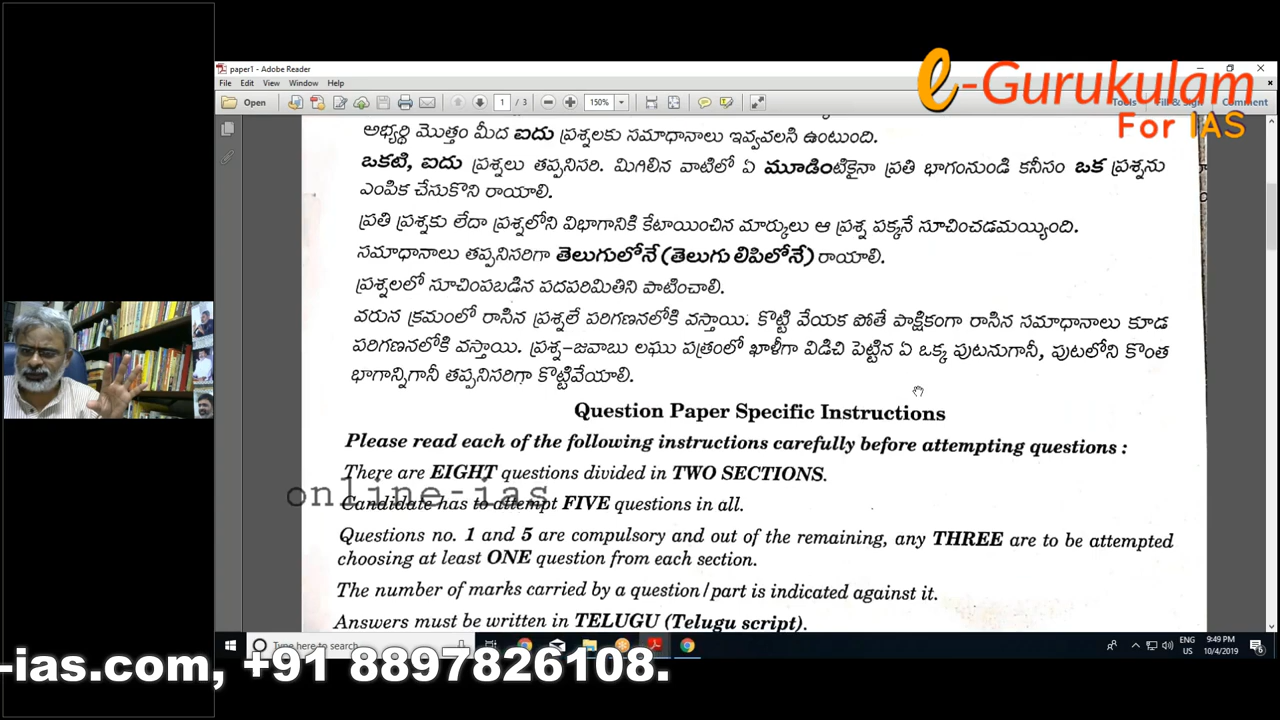 e-Gurukulam
For IAS
paper1 - Adobe Reader
File Edit View Window Help
Open 1 / 3 150% Tools Fill & Sign Comment
అభ్యర్థి మొత్తం మీద ఐదు ప్రశ్నలకు సమాధానాలు ఇవ్వవలసి ఉంటుంది.
ఒకటి, ఐదు ప్రశ్నలు తప్పనిసరి. మిగిలిన వాటిలో ఏ మూడింటికైనా ప్రతి భాగంనుండి కనీసం ఒక ప్రశ్నను
ఎంపిక చేసుకొని రాయాలి.
ప్రతి ప్రశ్నకు లేదా ప్రశ్నలోని విభాగానికి కేటాయించిన మార్కులు ఆ ప్రశ్న పక్కనే సూచించడమయ్యింది.
సమాధానాలు తప్పనిసరిగా తెలుగులోనే (తెలుగు లిపిలోనే) రాయాలి.
ప్రశ్నలలో సూచింపబడిన పదపరిమితిని పాటించాలి.
వరుస క్రమంలో రాసిన ప్రశ్నలే పరిగణనలోకి వస్తాయి. కొట్టి వేయక పోతే పాక్షికంగా రాసిన సమాధానాలు కూడ
పరిగణనలోకి వస్తాయి. ప్రశ్న-జవాబు లఘు పత్రంలో ఖాళీగా విడిచి పెట్టిన ఏ ఒక్క పుటనుగానీ, పుటలోని కొంత
భాగాన్నిగానీ తప్పనిసరిగా కొట్టివేయాలి.
Question Paper Specific Instructions
Please read each of the following instructions carefully before attempting questions :
There are EIGHT questions divided in TWO SECTIONS.
online-ias
Candidate has to attempt FIVE questions in all.
Questions no. 1 and 5 are compulsory and out of the remaining, any THREE are to be attempted
choosing at least ONE question from each section.
The number of marks carried by a question/part is indicated against it.
Answers must be written in TELUGU (Telugu script).
Type here to search
ENG 9:49 PM
US 10/4/2019
-ias.com, +91 8897826108.